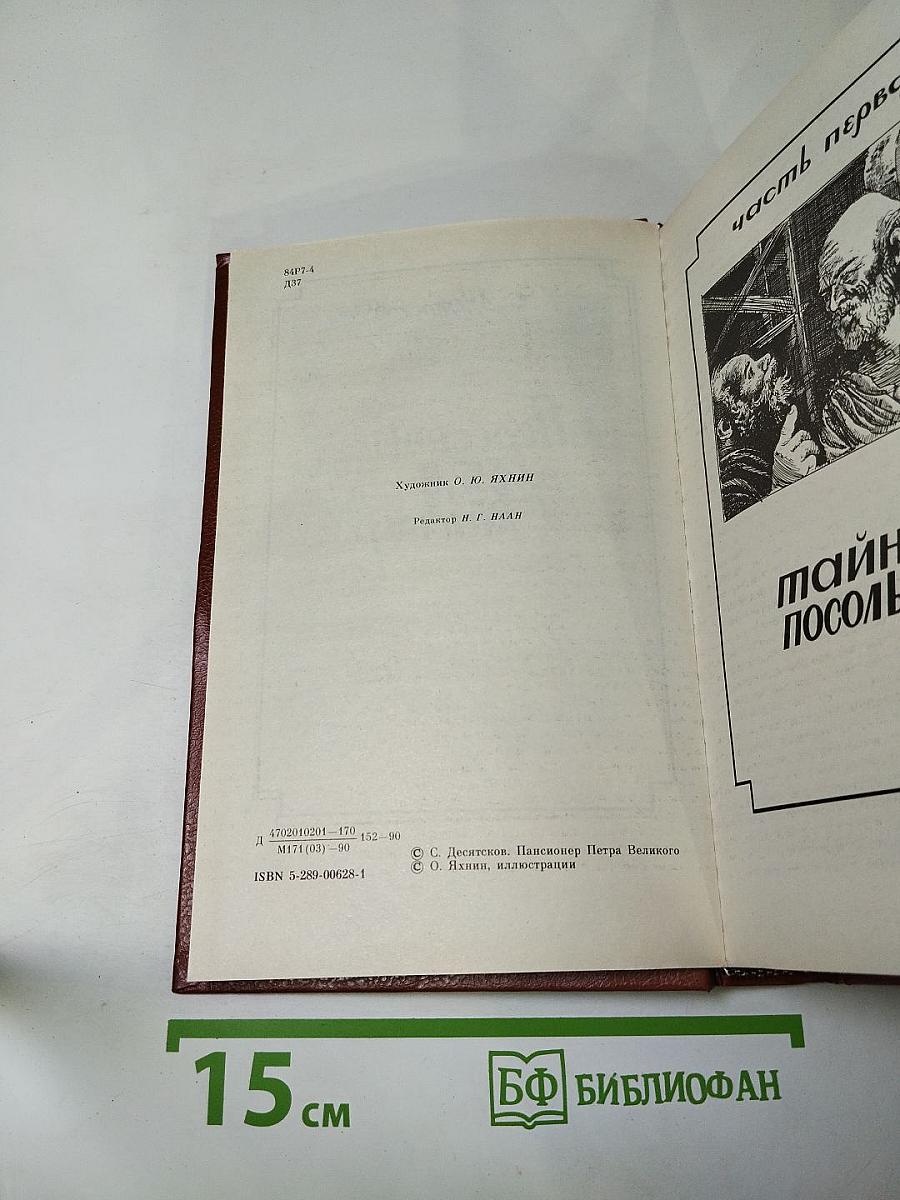 84Р7-4
Д37
Художник О. Ю. ЯХНИН
Редактор Н. Г. НААН
Д 4702010201—170 152—90
М171(03)—90
ISBN 5-289-00628-1
© С. Десятсков. Пансионер Петра Великого
© О. Яхнин, иллюстрации
часть перво
тайн
посоль
15 см
БФ БИБЛИОФАН